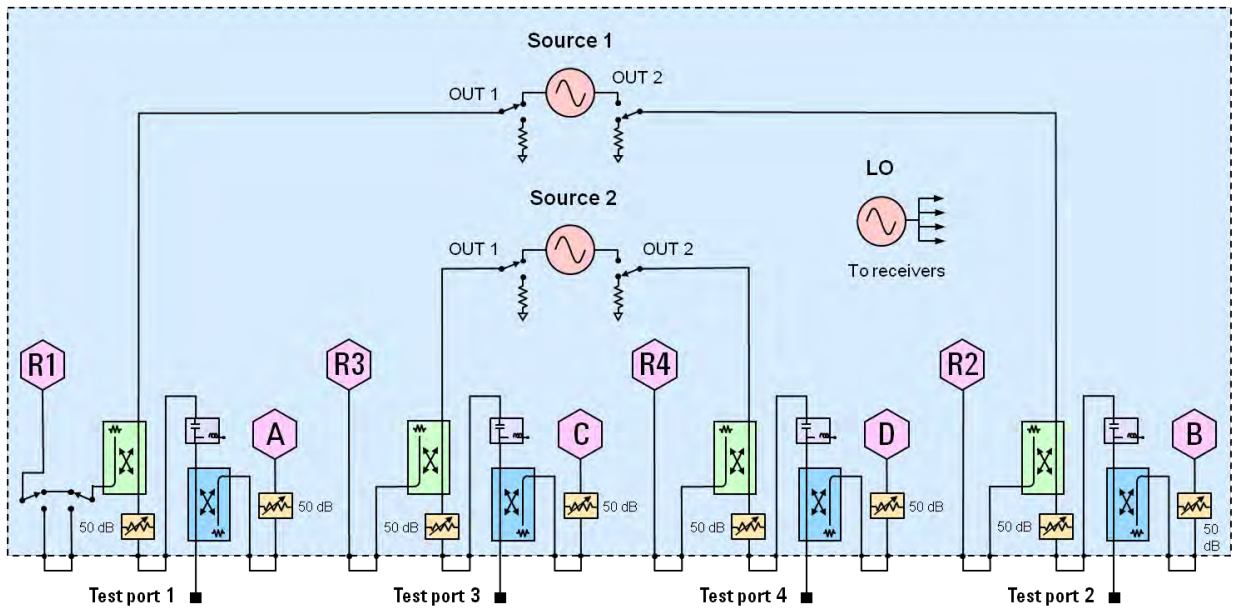 Source 1
OUT 1
OUT 2
LO
To receivers
Source 2
OUT 1
OUT 2
R1
R3
R4
R2
A
C
D
B
50 dB
50 dB
50 dB
50 dB
50 dB
50 dB
50 dB
50
dB
Test port 1
Test port 3
Test port 4
Test port 2